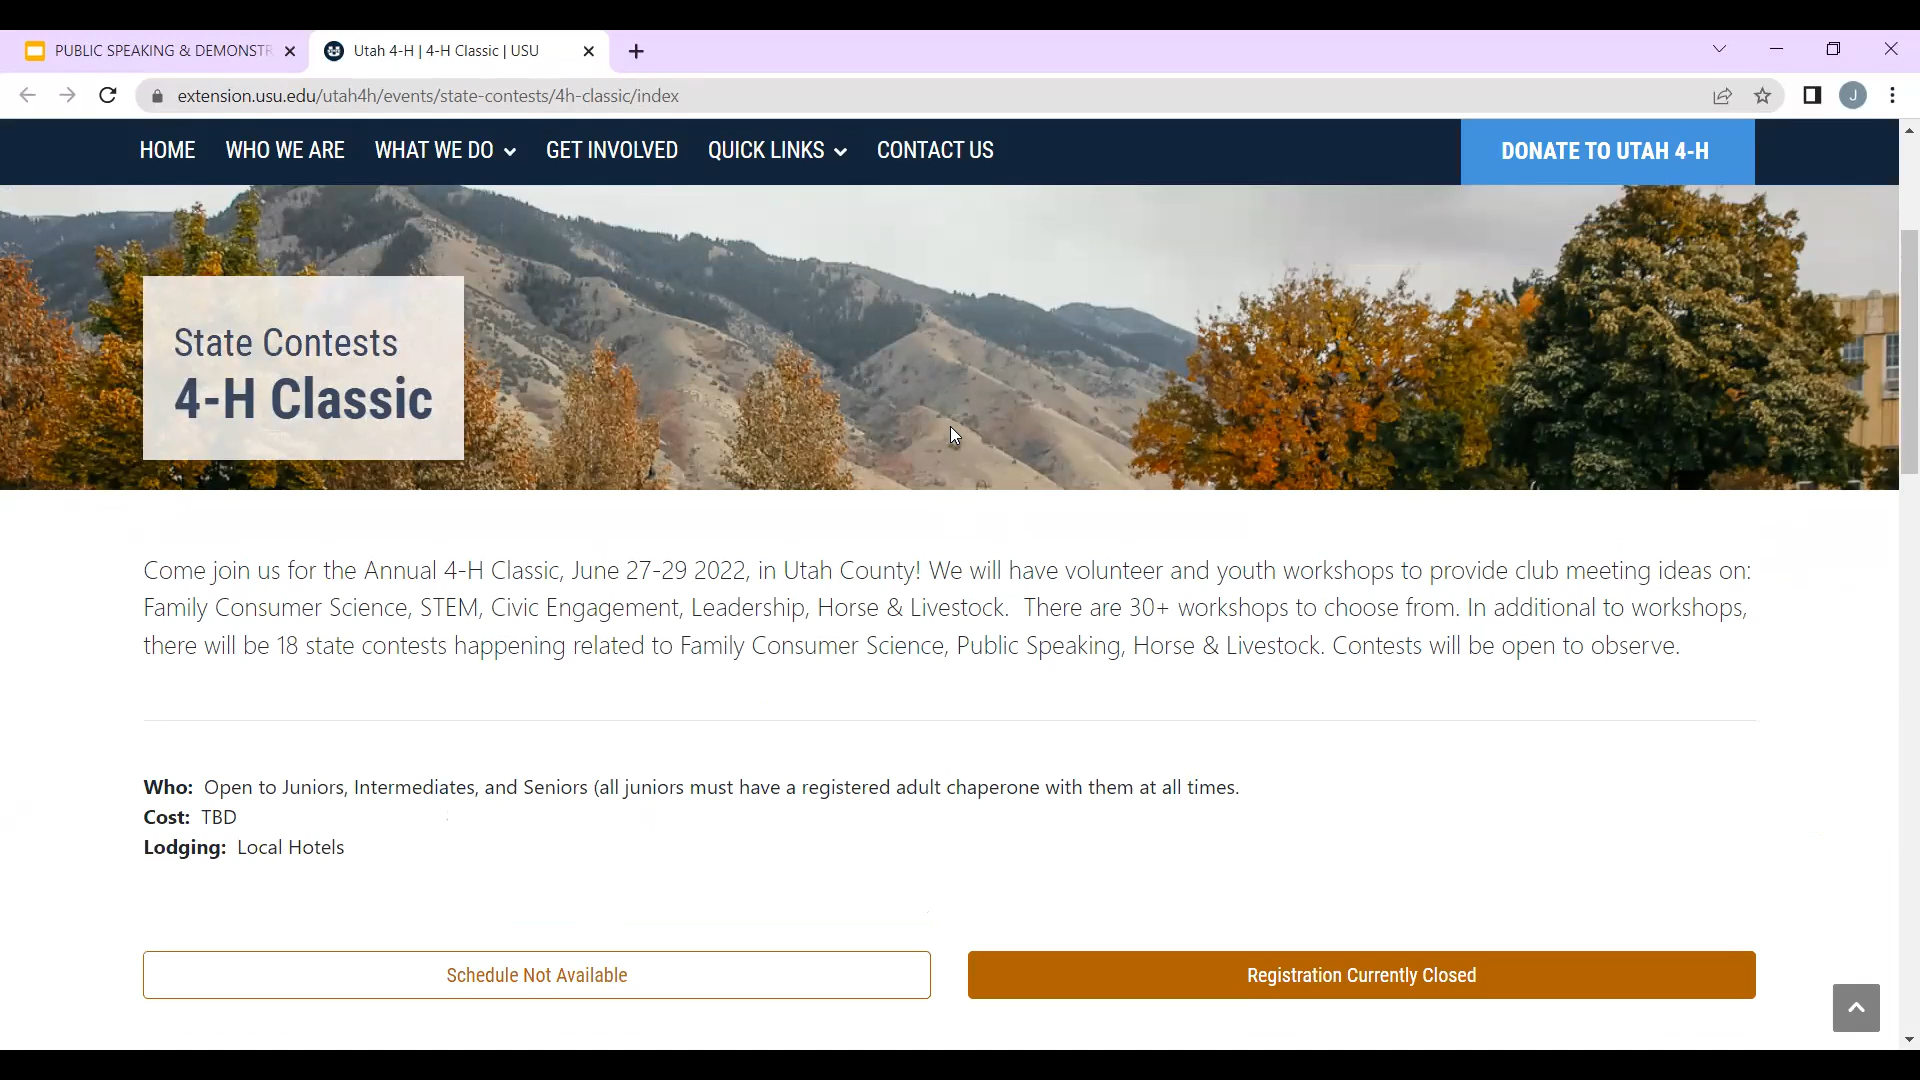 PUBLIC SPEAKING & DEMONSTR
Utah 4-H | 4-H Classic | USU
extension.usu.edu/utah4h/events/state-contests/4h-classic/index
J
HOME WHO WE ARE WHAT WE DO GET INVOLVED QUICK LINKS CONTACT US DONATE TO UTAH 4-H
State Contests
4-H Classic
Come join us for the Annual 4-H Classic, June 27-29 2022, in Utah County! We will have volunteer and youth workshops to provide club meeting ideas on:
Family Consumer Science, STEM, Civic Engagement, Leadership, Horse & Livestock. There are 30+ workshops to choose from. In additional to workshops,
there will be 18 state contests happening related to Family Consumer Science, Public Speaking, Horse & Livestock. Contests will be open to observe.
Who: Open to Juniors, Intermediates, and Seniors (all juniors must have a registered adult chaperone with them at all times.
Cost: TBD
Lodging: Local Hotels
Schedule Not Available
Registration Currently Closed